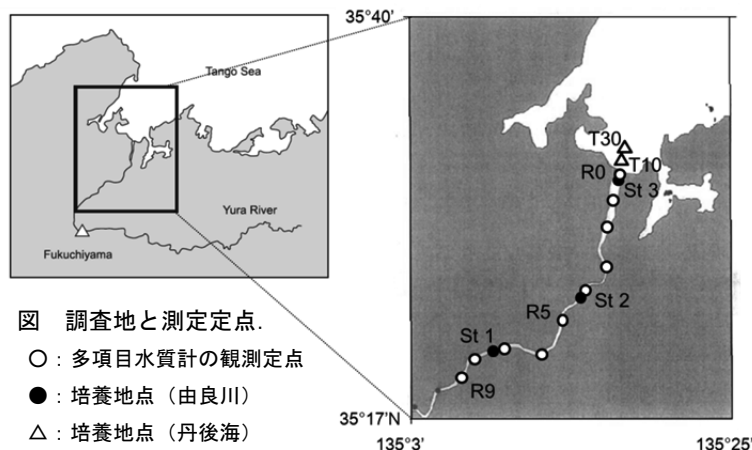 35°40'
Tango Sea
Yura River
Fukuchiyama
T30
T10
R0
St 3
St 2
R5
St 1
R9
35°17'N
135°3'
135°25'
図 調査地と測定定点.
○ : 多項目水質計の観測定点
● : 培養地点（由良川）
△ : 培養地点（丹後海）